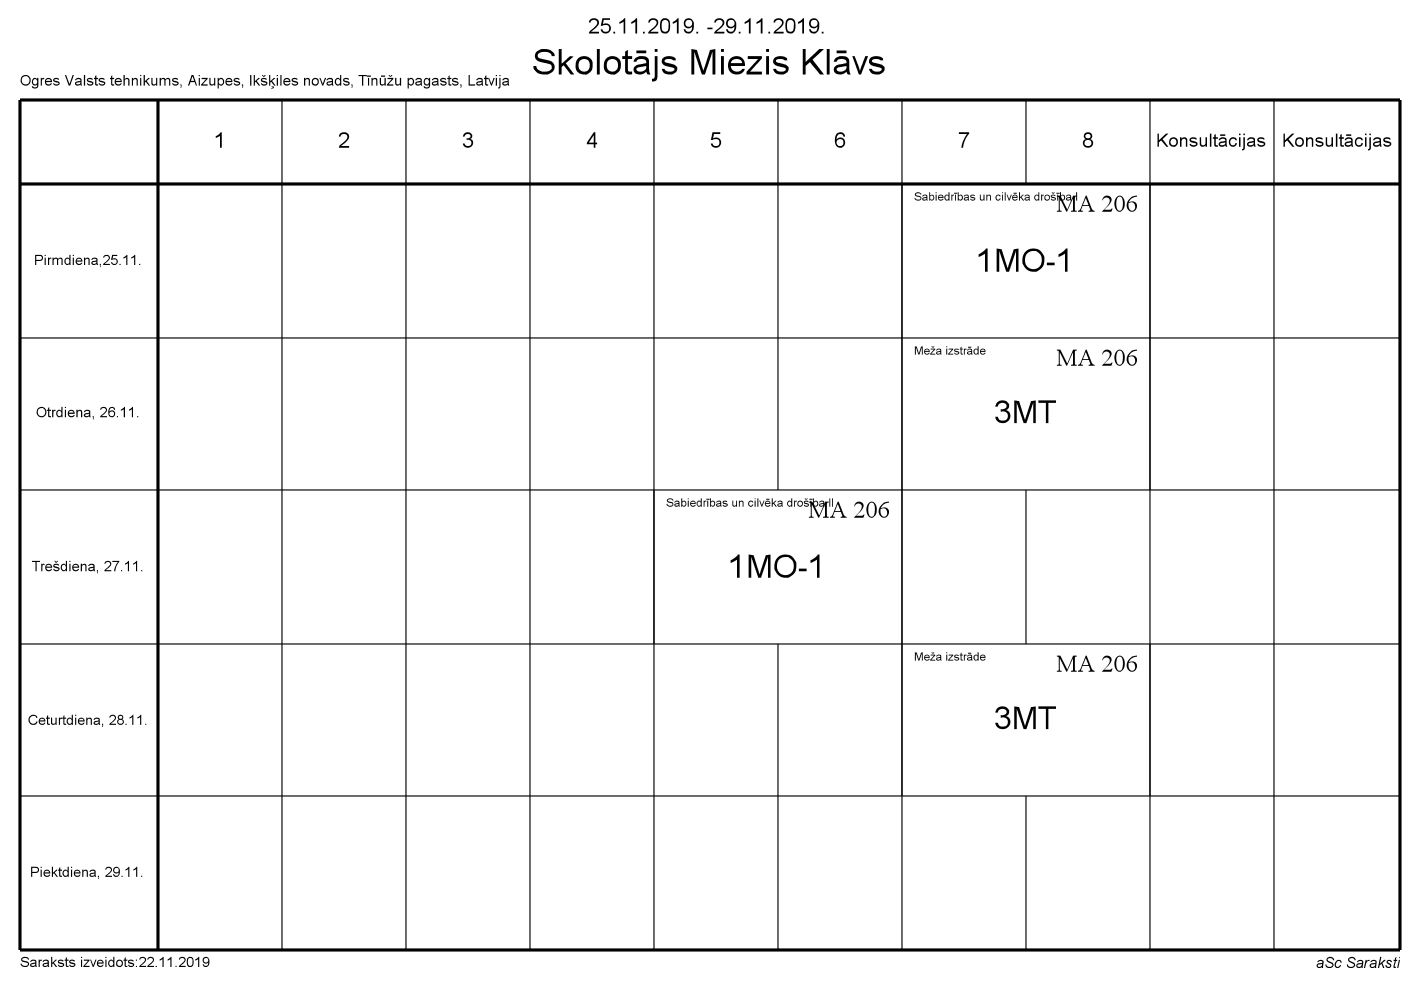 25.11.2019. -29.11.2019.
Skolotājs Miezis Klāvs
Ogres Valsts tehnikums, Aizupes, Ikšķiles novads, Tīnūžu pagasts, Latvija
1 2 3 4 5 6 7 8 Konsultācijas Konsultācijas
Sabiedrības un cilvēka drošība MA 206
Pirmdiena,25.11. 1MO-1
Meža izstrāde MA 206
Otrdiena, 26.11. 3MT
Sabiedrības un cilvēka drošība MA 206
Trešdiena, 27.11. 1MO-1
Meža izstrāde MA 206
Ceturtdiena, 28.11. 3MT
Piektdiena, 29.11.
Saraksts izveidots:22.11.2019 aSc Saraksti